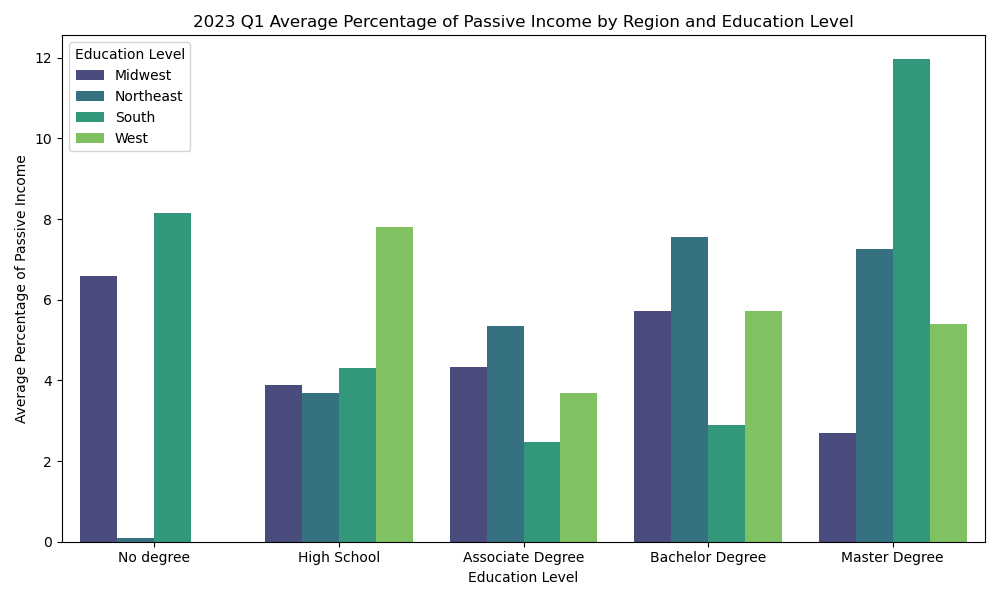 2023 Q1 Average Percentage of Passive Income by Region and Education Level
Education Level
Midwest
Northeast
South
West
Average Percentage of Passive Income
12
10
8
6
4
2
0
No degree
High School
Associate Degree
Bachelor Degree
Master Degree
Education Level